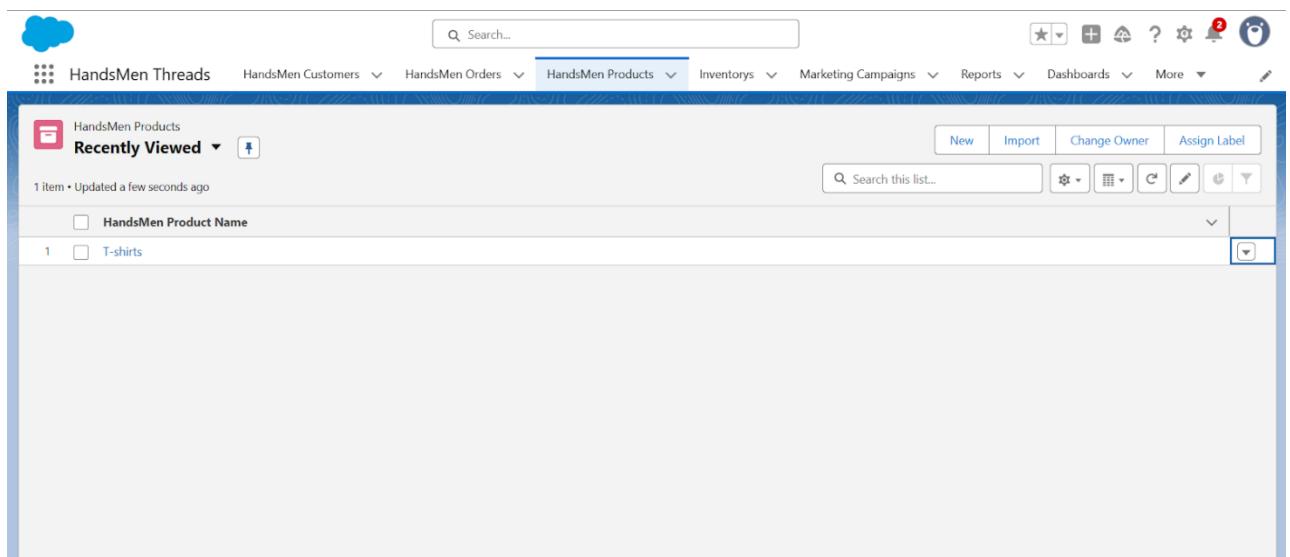 Search...
2
HandsMen Threads HandsMen Customers HandsMen Orders HandsMen Products Inventorys Marketing Campaigns Reports Dashboards More
HandsMen Products
Recently Viewed
New Import Change Owner Assign Label
1 item • Updated a few seconds ago
Search this list...
HandsMen Product Name
1 T-shirts